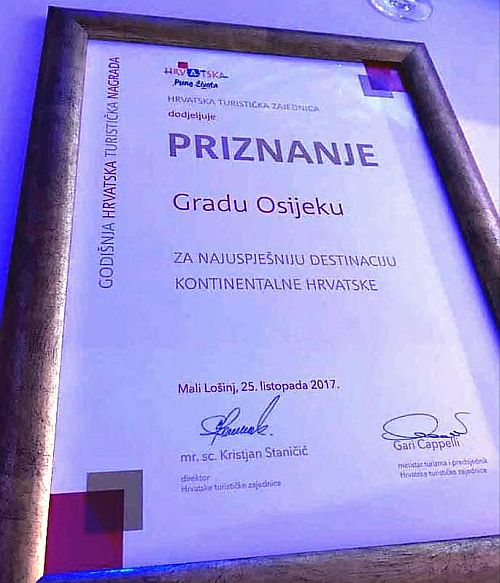 HRVATSKA
Puna života
HRVATSKA TURISTIČKA ZAJEDNICA
dodjeljuje
PRIZNANJE
Gradu Osijeku
ZA NAJUSPJEŠNIJU DESTINACIJU
KONTINENTALNE HRVATSKE
GODIŠNJA HRVATSKA TURISTIČKA NAGRADA
Mali Lošinj, 25. listopada 2017.
mr. sc. Kristjan Staničić
direktor
Hrvatske turističke zajednice
Gari Cappelli
ministar turizma i predsjednik
Hrvatske turističke zajednice